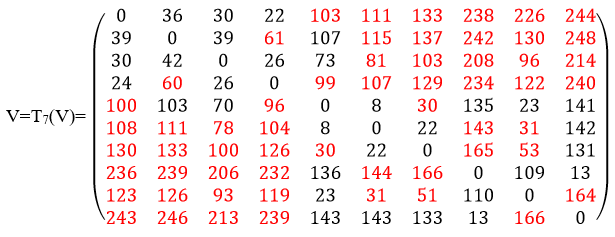 0 36 30 22 103 111 133 238 226 244
39 0 39 61 107 115 137 242 130 248
30 42 0 26 73 81 103 208 96 214
24 60 26 0 99 107 129 234 122 240
V=T₇(V)= 100 103 70 96 0 8 30 135 23 141
108 111 78 104 8 0 22 143 31 142
130 133 100 126 30 22 0 165 53 131
236 239 206 232 136 144 166 0 109 13
123 126 93 119 23 31 51 110 0 164
243 246 213 239 143 143 133 13 166 0